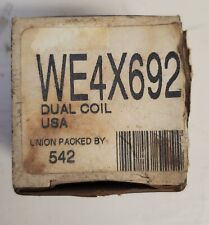 WE4X692
DUAL COIL
USA
UNION PACKED BY
542